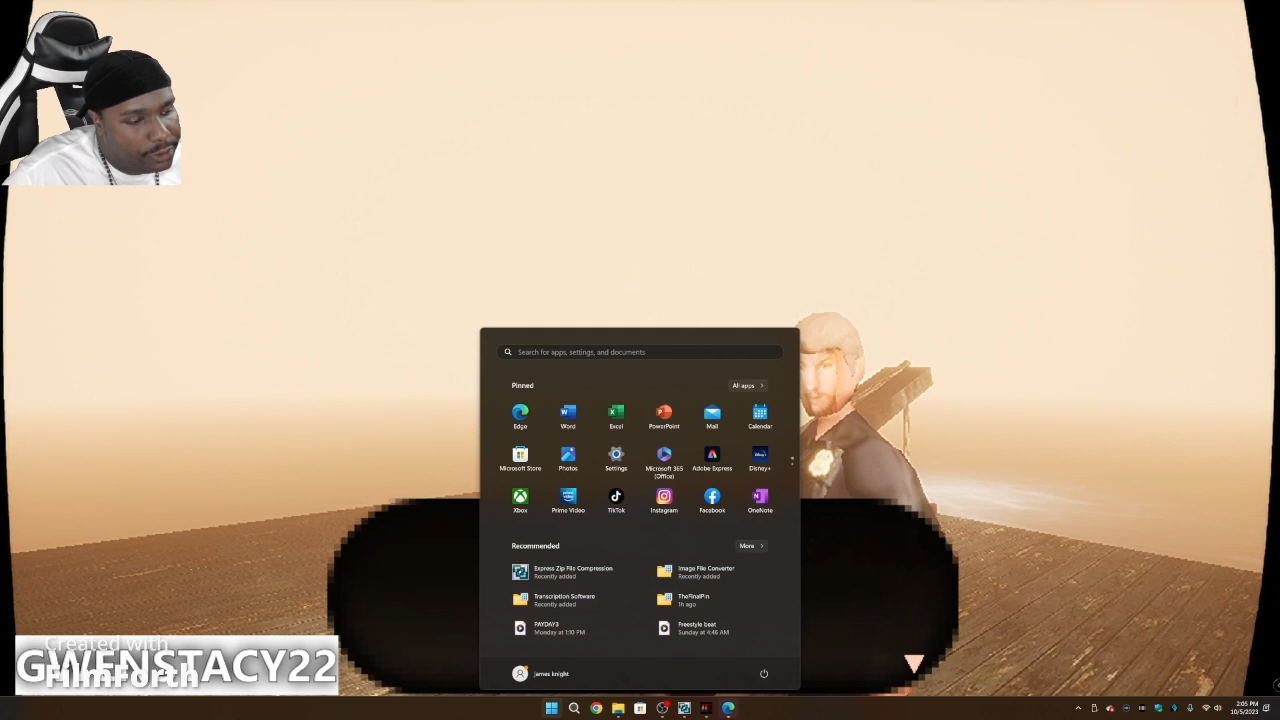 Search for apps, settings, and documents
Pinned
All apps
Edge
Word
Excel
PowerPoint
Mail
Calendar
Microsoft Store
Photos
Settings
Microsoft 365
(Office)
Adobe Express
Disney+
Xbox
Prime Video
TikTok
Instagram
Facebook
OneNote
Recommended
More
Express Zip File Compression
Recently added
Image File Converter
Recently added
Transcription Software
Recently added
TheFinalPin
1h ago
PAYDAY3
Monday at 1:10 PM
Freestyle beat
Sunday at 4:46 AM
james knight
Created with
GWENSTACY22
FilmForth
2:05 PM
10/5/2023